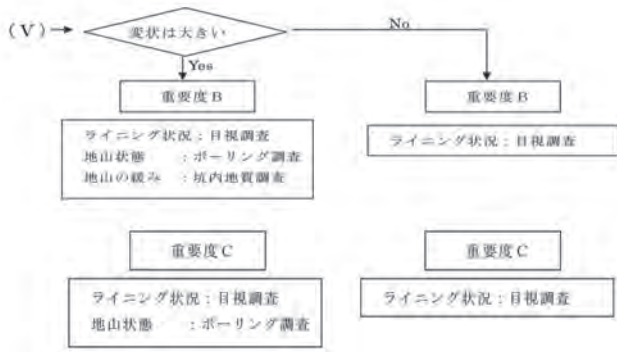 (V)
変状は大きい
No
Yes
重要度B
重要度B
ライニング状況：目視調査
地山状態　　：ボーリング調査
地山の緩み　：坑内地質調査
ライニング状況：目視調査
重要度C
重要度C
ライニング状況：目視調査
地山状態　　：ボーリング調査
ライニング状況：目視調査